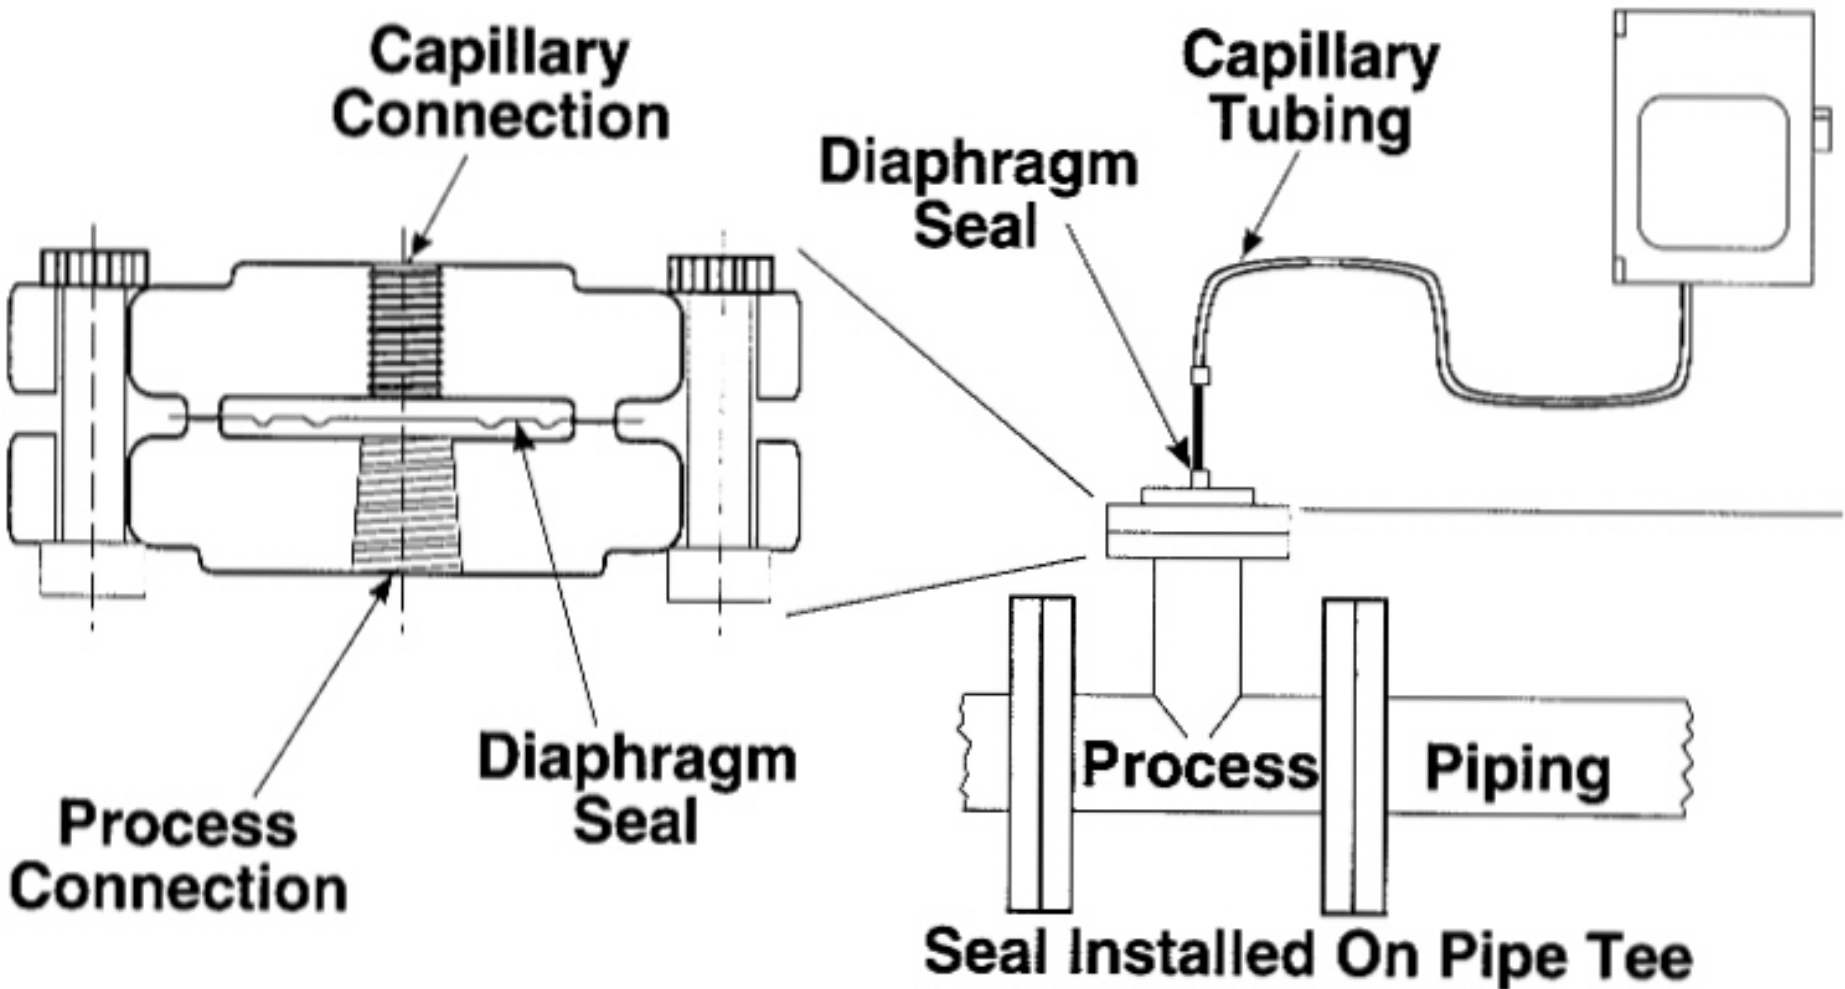 Capillary
Connection
Capillary
Tubing
Diaphragm
Seal
Diaphragm
Seal
Process
Connection
Process Piping
Seal Installed On Pipe Tee